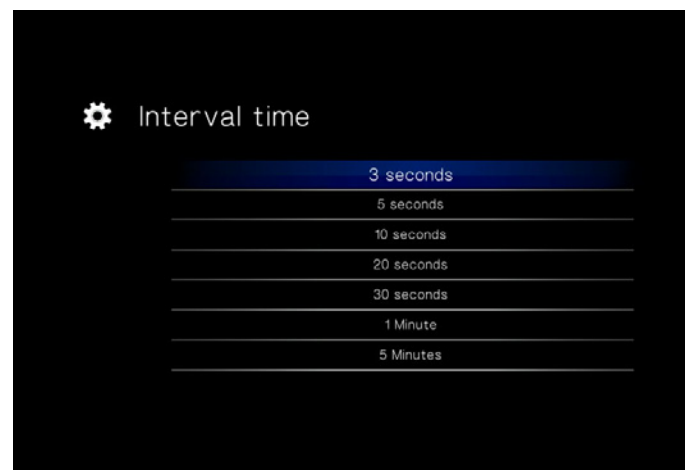 Interval time
3 seconds
5 seconds
10 seconds
20 seconds
30 seconds
1 Minute
5 Minutes